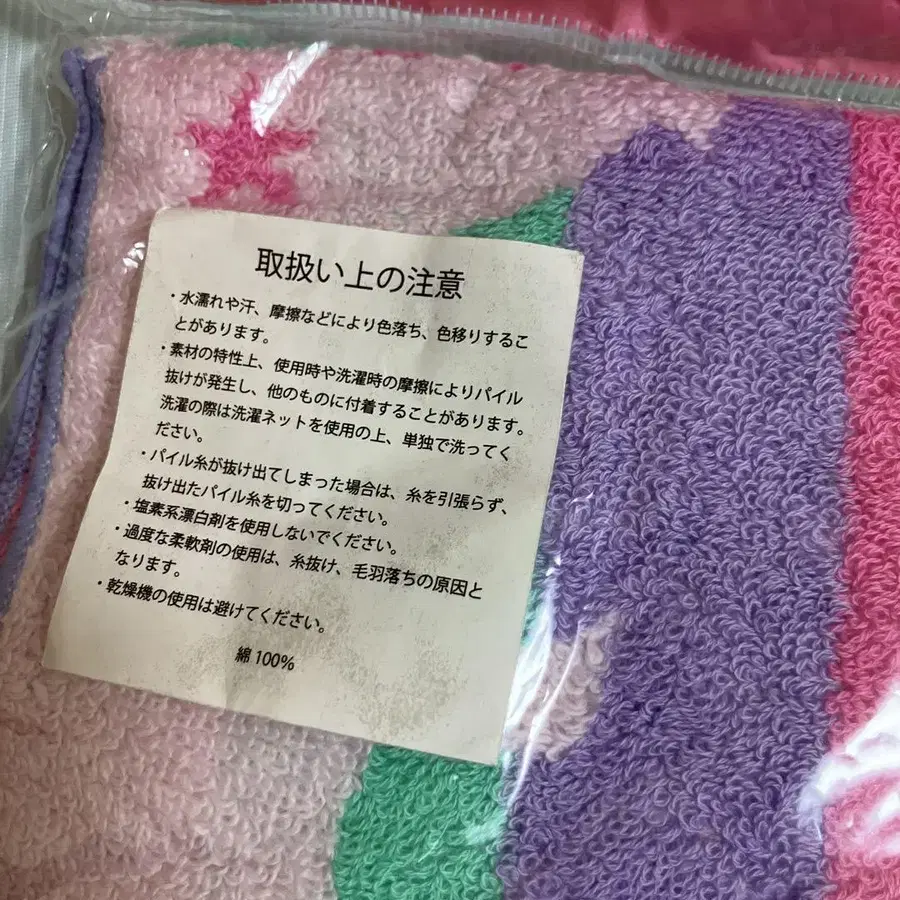 取扱い上の注意
・水濡れや汗、摩擦などにより色落ち、色移りするこ
とがあります。
・素材の特性上、使用時や洗濯時の摩擦によりパイル
抜けが発生し、他のものに付着することがあります。
洗濯の際は洗濯ネットを使用の上、単独で洗ってく
ださい。
・パイル糸が抜け出てしまった場合は、糸を引張らず、
抜け出たパイル糸を切ってください。
・塩素系漂白剤を使用しないでください。
・過度な柔軟剤の使用は、糸抜け、毛羽落ちの原因と
なります。
・乾燥機の使用は避けてください。
綿 100%